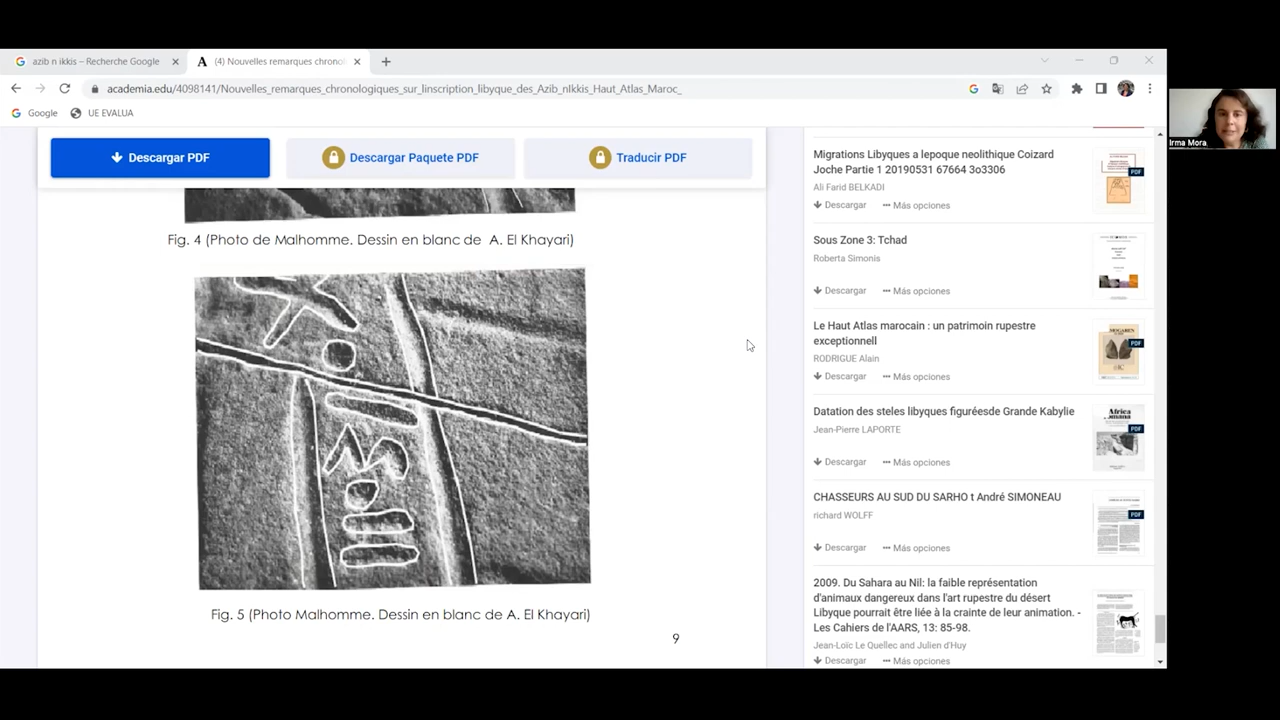 azib n ikkis – Recherche Google
(4) Nouvelles remarques chronol
academia.edu/4098141/Nouvelles_remarques_chronologiques_sur_linscription_libyque_des_Azib_nIkkis_Haut_Atlas_Maroc_
Google
UE EVALUA
Descargar PDF
Descargar Paquete PDF
Traducir PDF
Fig. 4 (Photo de Malhomme. Dessin en blanc de A. El Khayari)
Fig. 5 (Photo Malhomme. Dessin en blanc de A. El Khayari)
9
Migrations Libyques a lepoque neolithique Coizard
Joche Partie 1 20190531 67664 3o3306
Ali Farid BELKADI
Descargar
Más opciones
PDF
Sous Zone 3: Tchad
Roberta Simonis
Descargar
Más opciones
Le Haut Atlas marocain : un patrimoin rupestre
exceptionnell
RODRIGUE Alain
Descargar
Más opciones
PDF
Datation des steles libyques figuréesde Grande Kabylie
Jean-Pierre LAPORTE
Descargar
Más opciones
PDF
CHASSEURS AU SUD DU SARHO t André SIMONEAU
richard WOLFF
Descargar
Más opciones
PDF
2009. Du Sahara au Nil: la faible représentation
d'animaux dangereux dans l'art rupestre du désert
Libyque pourrait être liée à la crainte de leur animation. -
Les Cahiers de l'AARS, 13: 85-98.
Jean-Loïc Le Quellec and Julien d'Huy
Descargar
Más opciones
Irma Mora